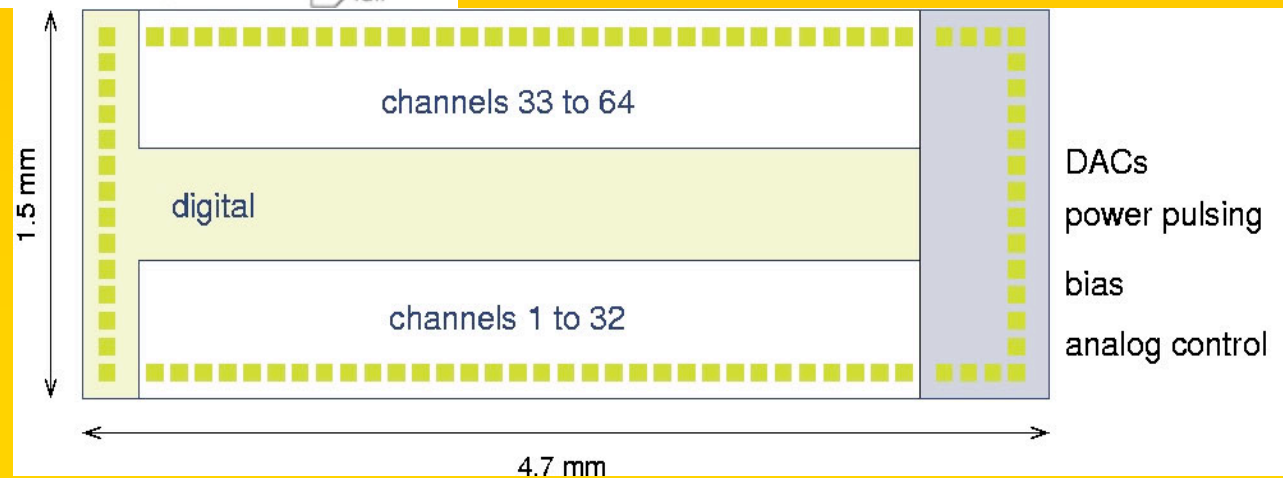 channels 33 to 64
1.5 mm
digital
channels 1 to 32
DACs
power pulsing
bias
analog control
4.7 mm